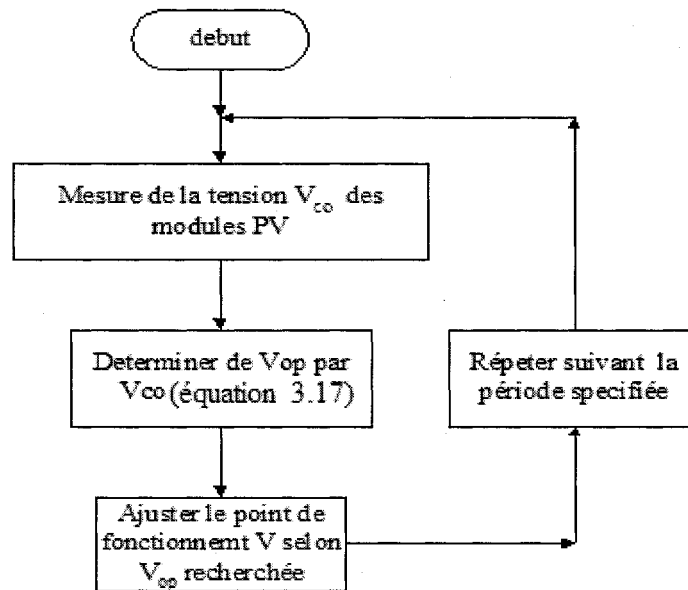 debut
Mesure de la tension V_co des
modules PV
Determiner de Vop par
Vco (équation 3.17)
Répeter suivant la
période specifiée
Ajuster le point de
fonctionnemt V selon
V_op recherchée